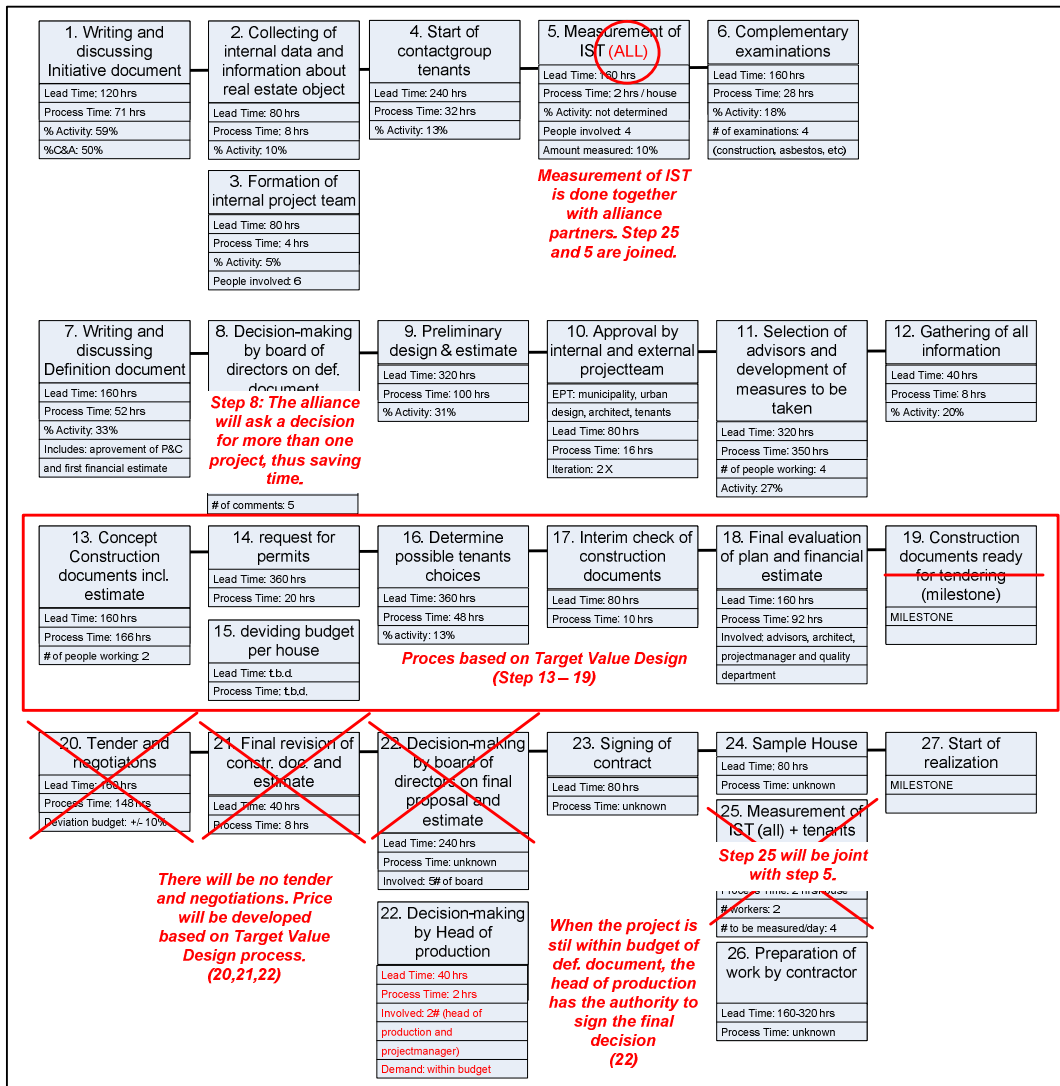 1. Writing and
discussing
Initiative document
Lead Time; 120 hrs
Process Time: 71 hrs
% Activity: 59%
%C&A: 50%
2. Collecting of
internal data and
information about
real estate object
Lead Time: 80 hrs
Process Time; 8 hrs
% Activity: 10%
3. Formation of
internal project team
Lead Time: 80 hrs
Process Time; 4 hrs
% Activity: 5%
People involved: 6
4. Start of
contactgroup
tenants
Lead Time: 240 hrs
Process Time: 32 hrs
% Activity: 13%
5. Measurement of
IST (ALL)
Lead Time: 160 hrs
Process Time; 2 hrs / house
% Activity: not determined
People involved: 4
Amount measured: 10%
Measurement of IST
is done together
with alliance
partners. Step 25
and 5 are joined.
6. Complementary
examinations
Lead Time: 160 hrs
Process Time: 28 hrs
% Activity: 18%
# of examinations: 4
(construction, asbestos, etc)
7. Writing and
discussing
Definition document
Lead Time: 160 hrs
Process Time: 52 hrs
% Activity: 33%
Includes: aprovement of P&C
and first financial estimate
8. Decision-making
by board of
directors on def.
document
Step 8: The alliance
will ask a decision
for more than one
project, thus saving
time.
# of comments: 5
9. Preliminary
design & estimate
Lead Time: 320 hrs
Process Time: 100 hrs
% Activity: 31%
10. Approval by
internal and external
projectteam
EPT: municipality, urban
design, architect, tenants
Lead Time: 80 hrs
Process Time: 16 hrs
Iteration: 2 X
11. Selection of
advisors and
development of
measures to be
taken
Lead Time: 320 hrs
Process Time: 350 hrs
# of people working: 4
Activity: 27%
12. Gathering of all
information
Lead Time: 40 hrs
Process Time: 8 hrs
% Activity: 20%
13. Concept
Construction
documents incl.
estimate
Lead Time: 160 hrs
Process Time: 166 hrs
# of people working: 2
14. request for
permits
Lead Time: 360 hrs
Process Time: 20 hrs
15. deviding budget
per house
Lead Time: t.b.d.
Process Time; t.b.d.
16. Determine
possible tenants
choices
Lead Time: 360 hrs
Process Time: 48 hrs
% activity: 13%
17. Interim check of
construction
documents
Lead Time: 80 hrs
Process Time: 10 hrs
18. Final evaluation
of plan and financial
estimate
Lead Time: 160 hrs
Process Time: 92 hrs
Involved: advisors, architect,
projectmanager and quality
department
19. Construction
documents ready
for tendering
(milestone)
MILESTONE
Proces based on Target Value Design
(Step 13 – 19)
20. Tender and
negotiatons
Lead Time: 160 hrs
Process Time: 148 hrs
Deviation budget: +/- 10%
21. Final revision of
constr. doc. and
estimate
Lead Time: 40 hrs
Process Time: 8 hrs
22. Decision-making
by board of
directors on final
proposal and
estimate
Lead Time: 240 hrs
Process Time: unknown
Involved: 5# of board
There will be no tender
and negotiations. Price
will be developed
based on Target Value
Design process.
(20,21,22)
22. Decision-making
by Head of
production
Lead Time: 40 hrs
Process Time: 2 hrs
Involved: 2# (head of
production and
projectmanager)
Demand: within budget
23. Signing of
contract
Lead Time: 80 hrs
Process Time: unknown
When the project is
stil within budget of
def. document, the
head of production
has the authority to
sign the final
decision
(22)
24. Sample House
Lead Time: 80 hrs
Process Time: unknown
25. Measurement of
IST (all) + tenants
Step 25 will be joint
with step 5.
Process Time: 2 hrs/house
# workers: 2
# to be measured/day: 4
26. Preparation of
work by contractor
Lead Time: 160-320 hrs
Process Time: unknown
27. Start of
realization
MILESTONE